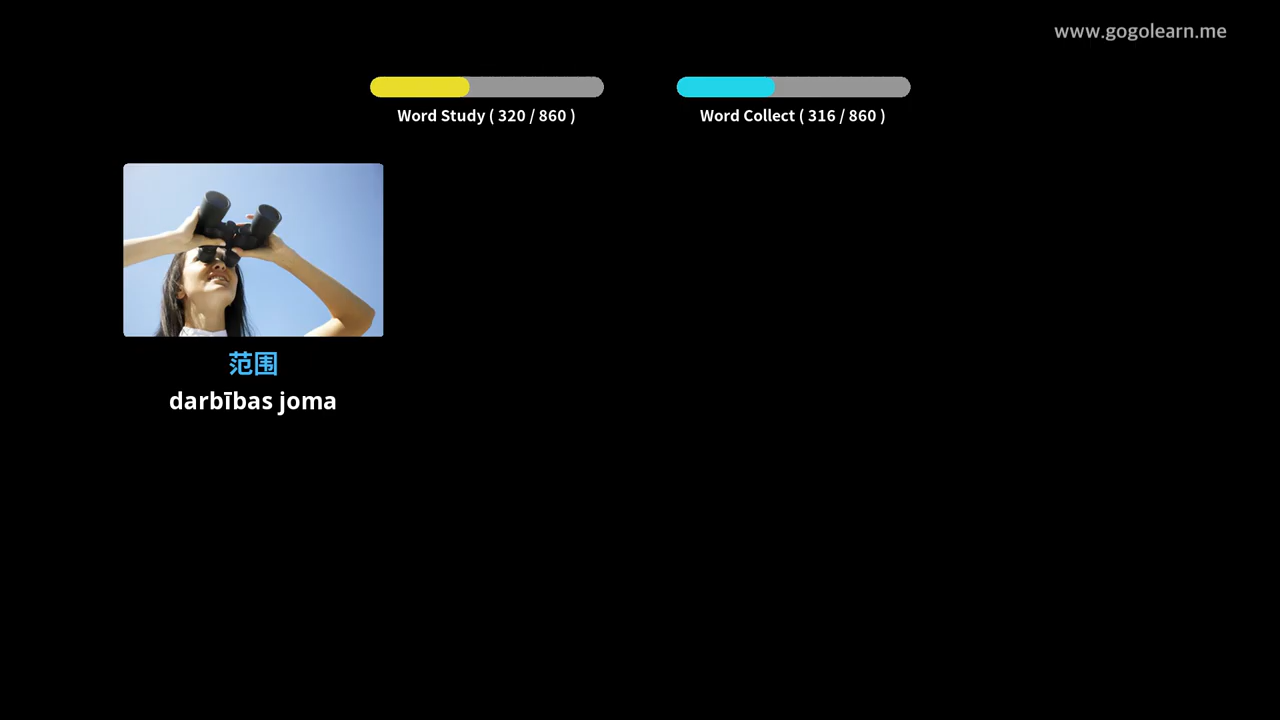 www.gogolearn.me
Word Study ( 320 / 860 )
Word Collect ( 316 / 860 )
范围
darbības joma